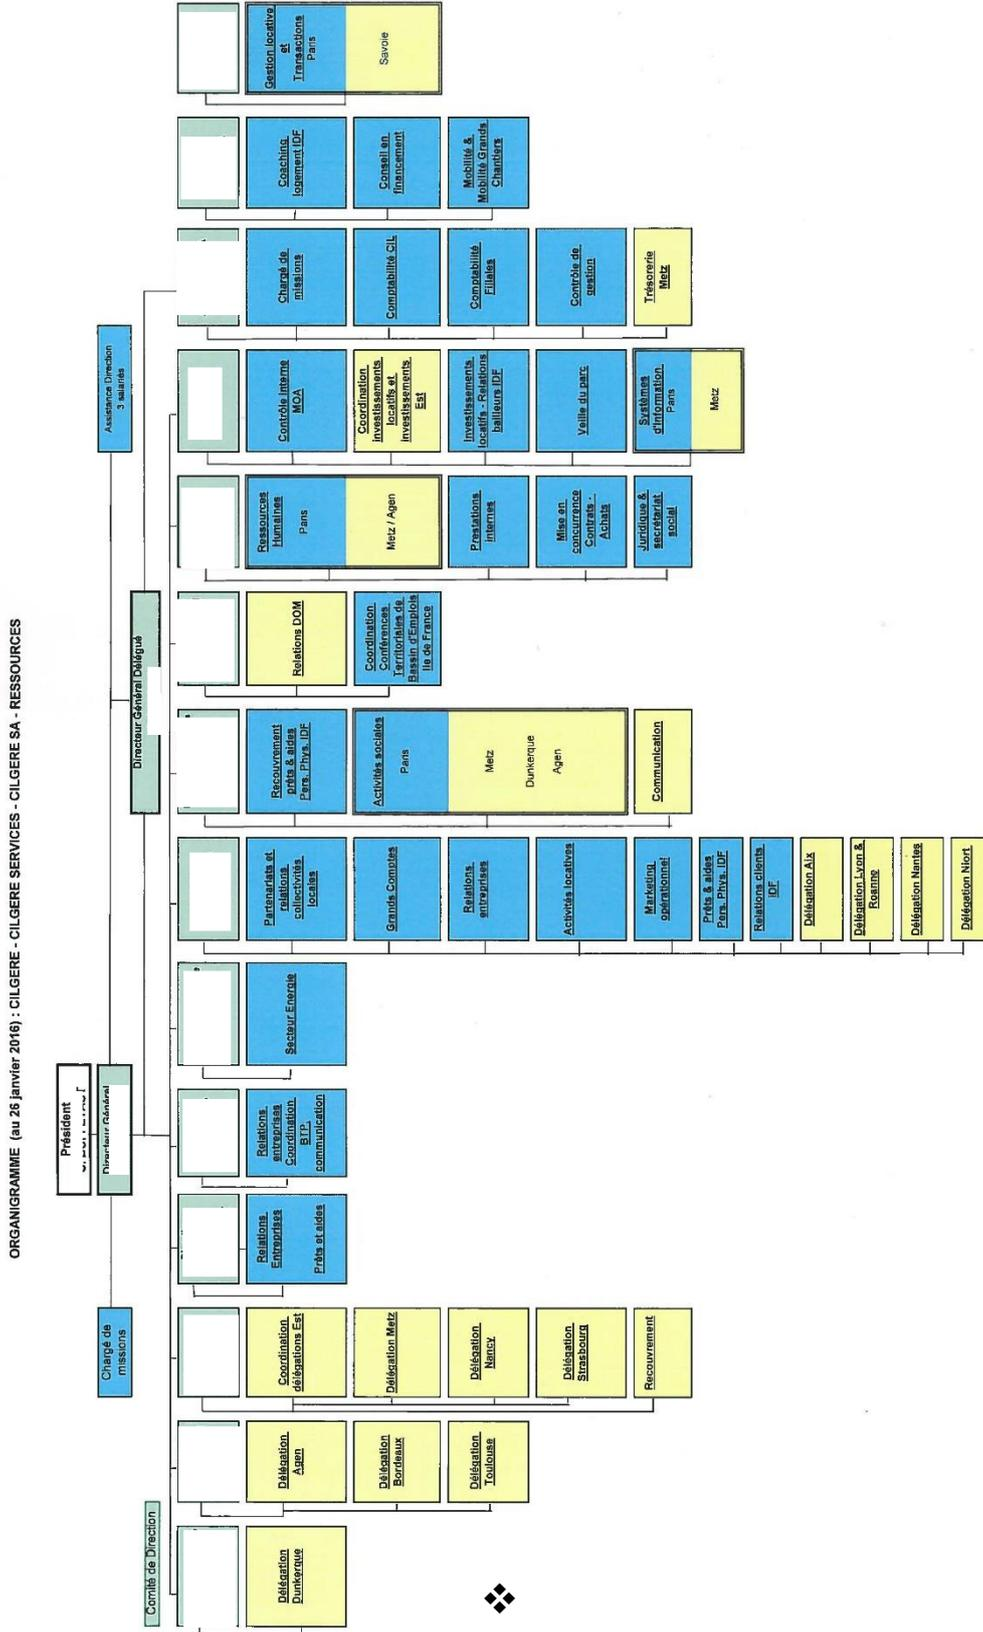 ORGANIGRAMME (au 26 janvier 2016) : CILGERE - CILGERE SERVICES - CILGERE SA - RESSOURCES
Président
Directeur Général
Chargé de
missions
Assistance Direction
3 salariés
Directeur Général Délégué
Comité de Direction
Délégation
Dunkerque
Délégation
Agen
Délégation
Bordeaux
Délégation
Toulouse
Coordination
délégations Est
Délégation Metz
Délégation
Nancy
Délégation
Strasbourg
Recouvrement
Relations
Entreprises
Prêts et aides
Relations
entreprises
Coordination
BTP,
communication
Secteur Energie
Partenariats et
relations
collectivités
locales
Grands Comptes
Relations
entreprises
Activités locatives
Marketing
opérationnel
Prêts & aides
Pers. Phys. IDF
Relations clients
IDF
Délégation Aix
Délégation Lyon &
Roanne
Délégation Nantes
Délégation Niort
Recouvrement
prêts & aides
Pers. Phys. IDF
Activités sociales
Paris
Metz
Dunkerque
Agen
Communication
Relations DOM
Coordination
Conférences
Territoriales de
Bassin d'Emplois
Ile de France
Ressources
Humaines
Paris
Metz / Agen
Prestations
internes
Mise en
concurrence
Contrats -
Achats
Juridique &
secrétariat
social
Contrôle interne
MOA
Coordination
investissements
locatifs et
investissements
Est
Investissements
locatifs - Relations
bailleurs IDF
Veille du parc
Systèmes
d'information
Paris
Metz
Chargé de
missions
Comptabilité CIL
Comptabilité
Filiales
Contrôle de
gestion
Trésorerie
Metz
Coaching
logement IDF
Conseil en
financement
Mobilité &
Mobilité Grands
Chantiers
Gestion locative
et
Transactions
Paris
Savoie